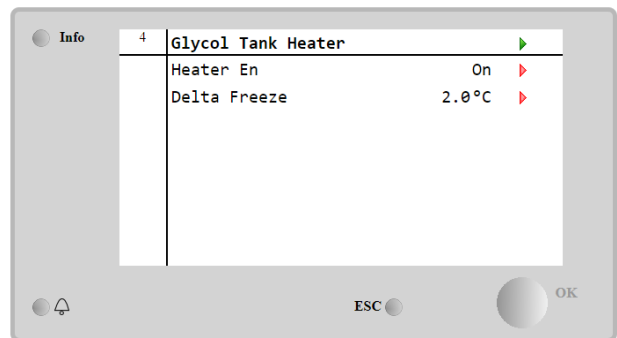 Info
4 Glycol Tank Heater
Heater En On
Delta Freeze 2.0°C
ESC
OK